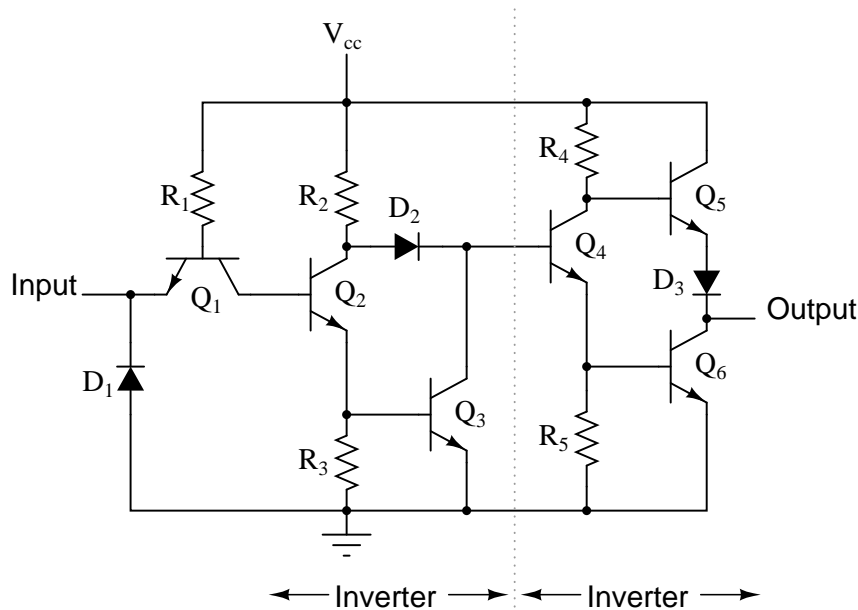 Vcc
R1
R2
D2
R4
Q5
Q4
D3
Input
Q1
Q2
Output
D1
Q3
Q6
R3
R5
Inverter
Inverter